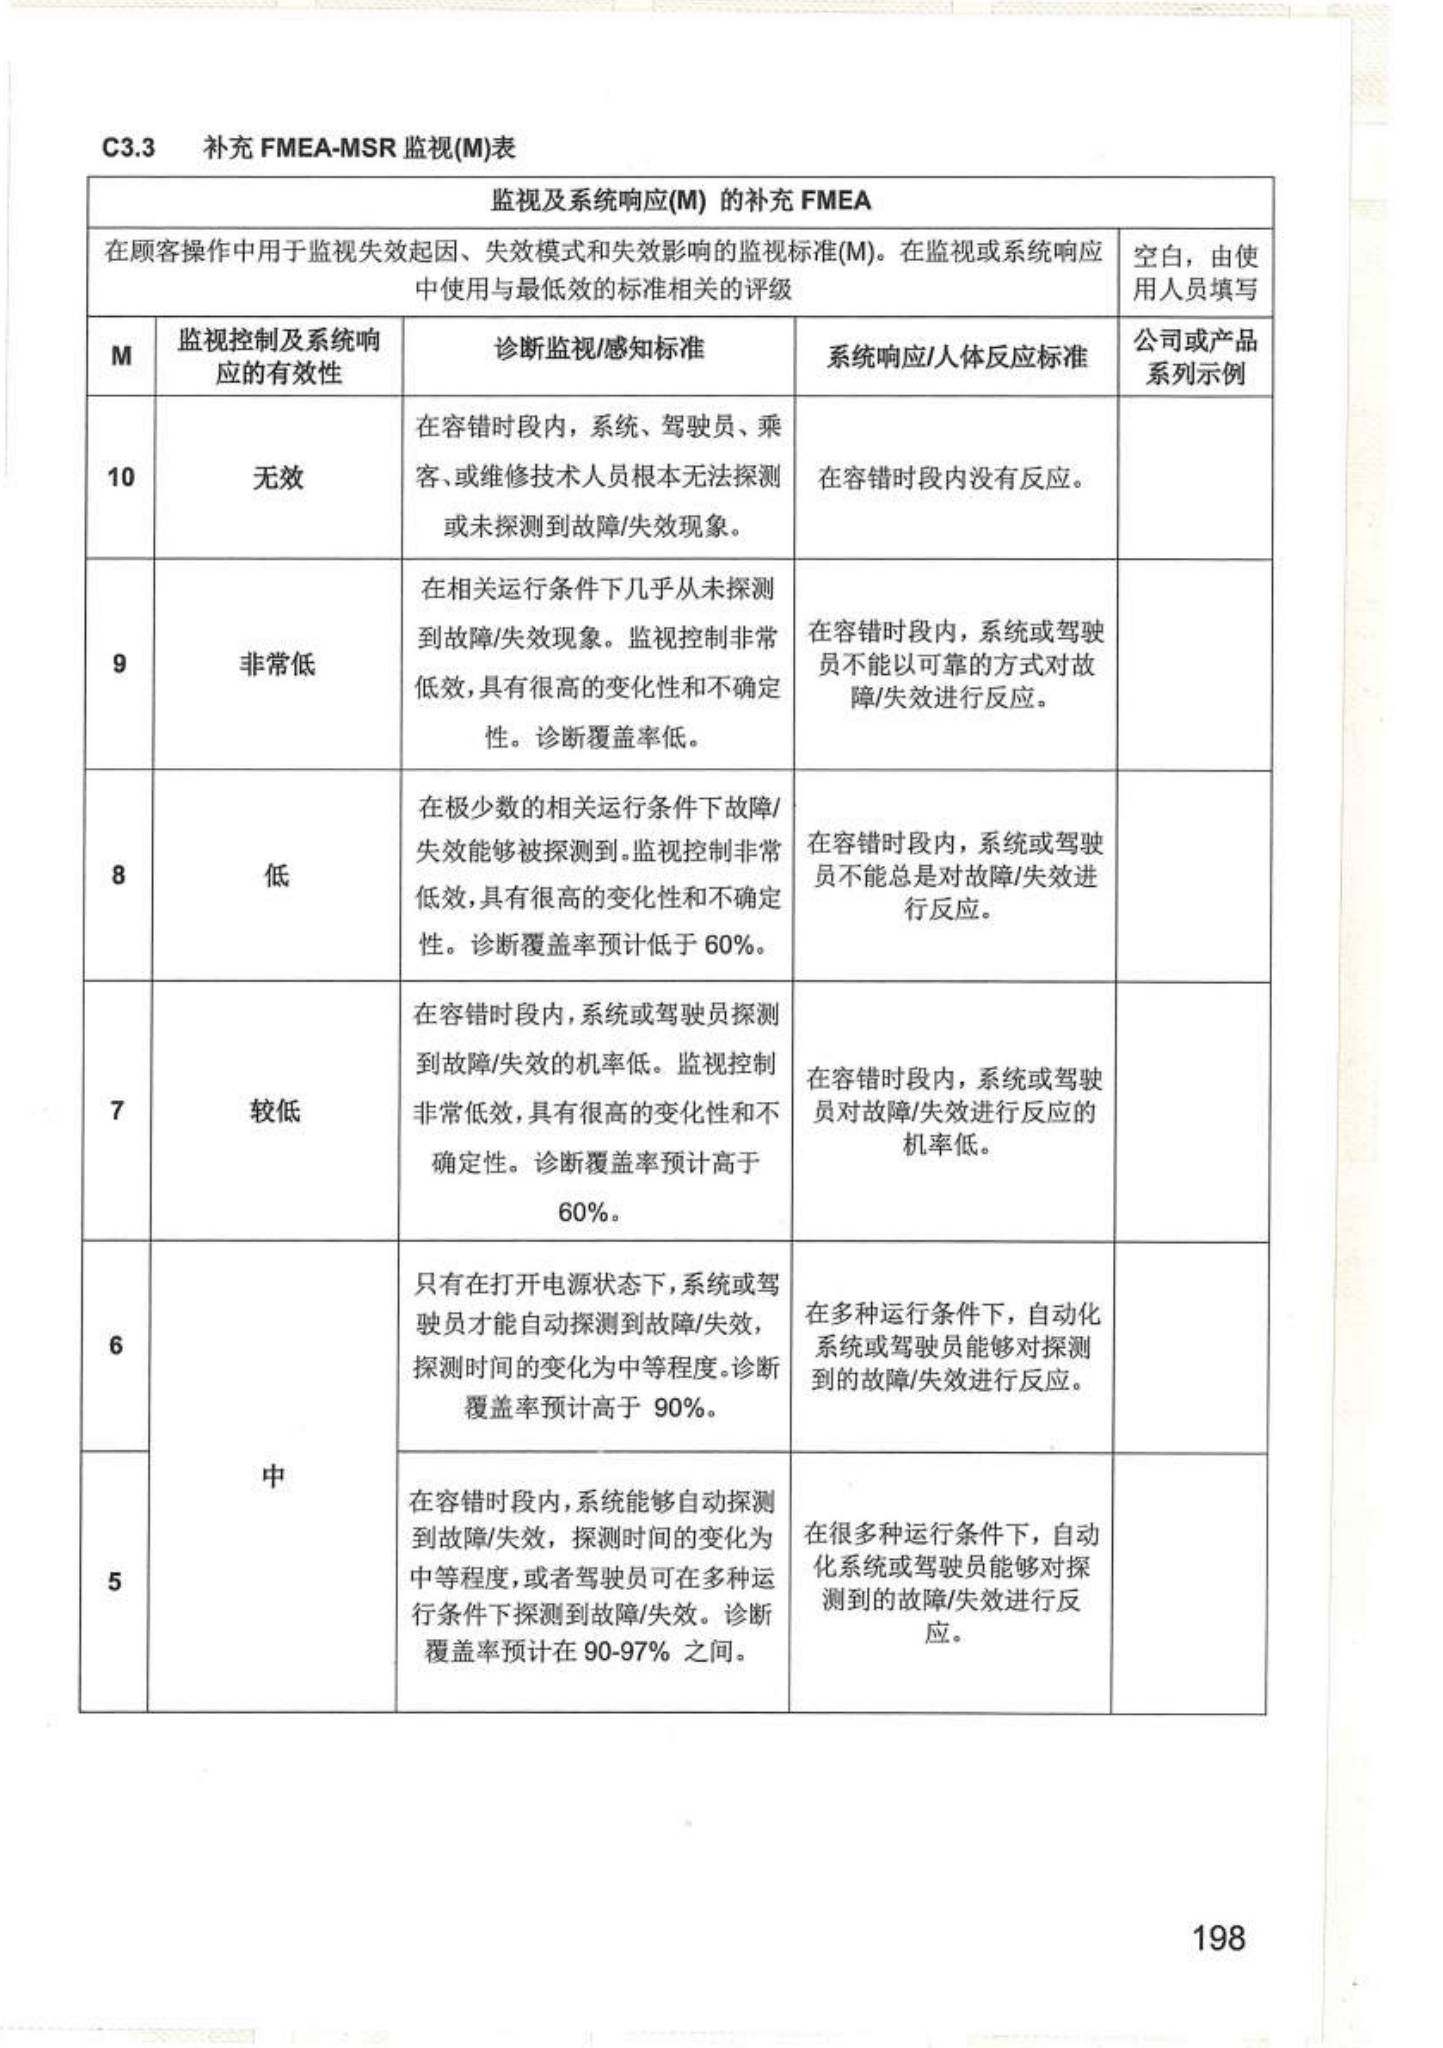 C3.3 补充 FMEA-MSR 监视(M)表
监视及系统响应(M) 的补充 FMEA
在顾客操作中用于监视失效起因、失效模式和失效影响的监视标准(M)。在监视或系统响应
中使用与最低效的标准相关的评级
空白，由使
用人员填写
M
监视控制及系统响
应的有效性
诊断监视/感知标准
系统响应/人体反应标准
公司或产品
系列示例
10
无效
在容错时段内，系统、驾驶员、乘
客、或维修技术人员根本无法探测
或未探测到故障/失效现象。
在容错时段内没有反应。
9
非常低
在相关运行条件下几乎从未探测
到故障/失效现象。监视控制非常
低效，具有很高的变化性和不确定
性。诊断覆盖率低。
在容错时段内，系统或驾驶
员不能以可靠的方式对故
障/失效进行反应。
8
低
在极少数的相关运行条件下故障/
失效能够被探测到。监视控制非常
低效，具有很高的变化性和不确定
性。诊断覆盖率预计低于 60%。
在容错时段内，系统或驾驶
员不能总是对故障/失效进
行反应。
7
较低
在容错时段内，系统或驾驶员探测
到故障/失效的机率低。监视控制
非常低效，具有很高的变化性和不
确定性。诊断覆盖率预计高于
60%。
在容错时段内，系统或驾驶
员对故障/失效进行反应的
机率低。
6
中
只有在打开电源状态下，系统或驾
驶员才能自动探测到故障/失效，
探测时间的变化为中等程度。诊断
覆盖率预计高于 90%。
在多种运行条件下，自动化
系统或驾驶员能够对探测
到的故障/失效进行反应。
5
在容错时段内，系统能够自动探测
到故障/失效，探测时间的变化为
中等程度，或者驾驶员可在多种运
行条件下探测到故障/失效。诊断
覆盖率预计在 90-97% 之间。
在很多种运行条件下，自动
化系统或驾驶员能够对探
测到的故障/失效进行反
应。
198